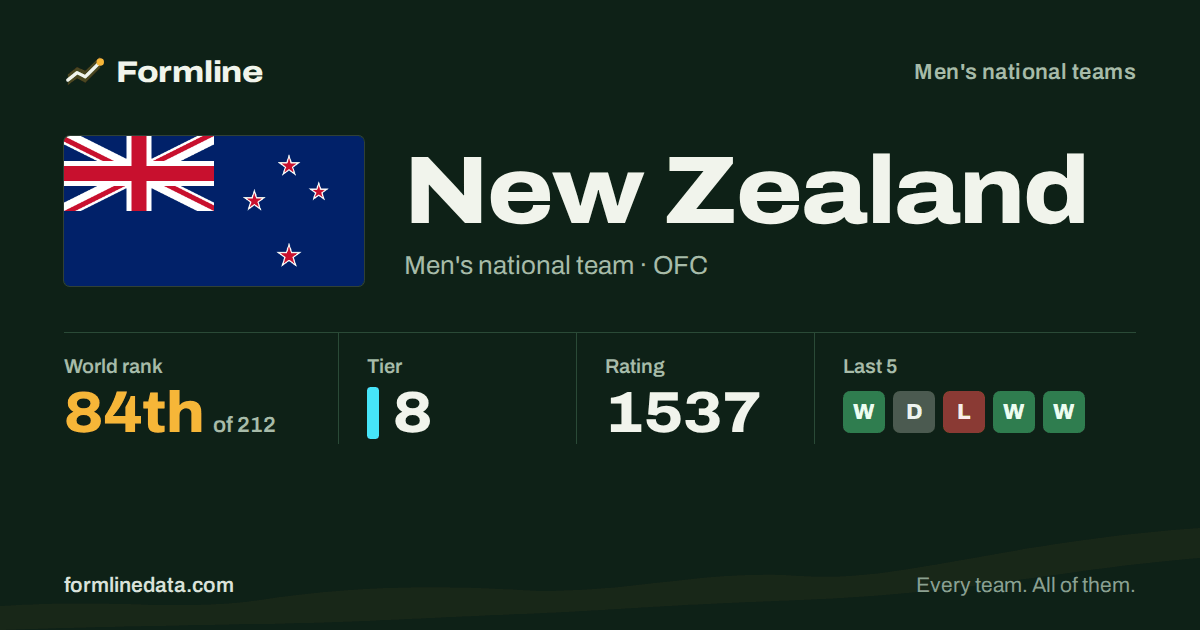 Formline
Men's national teams
New Zealand
Men's national team · OFC
World rank
84th of 212
Tier
8
Rating
1537
Last 5
W D L W W
formlinedata.com
Every team. All of them.